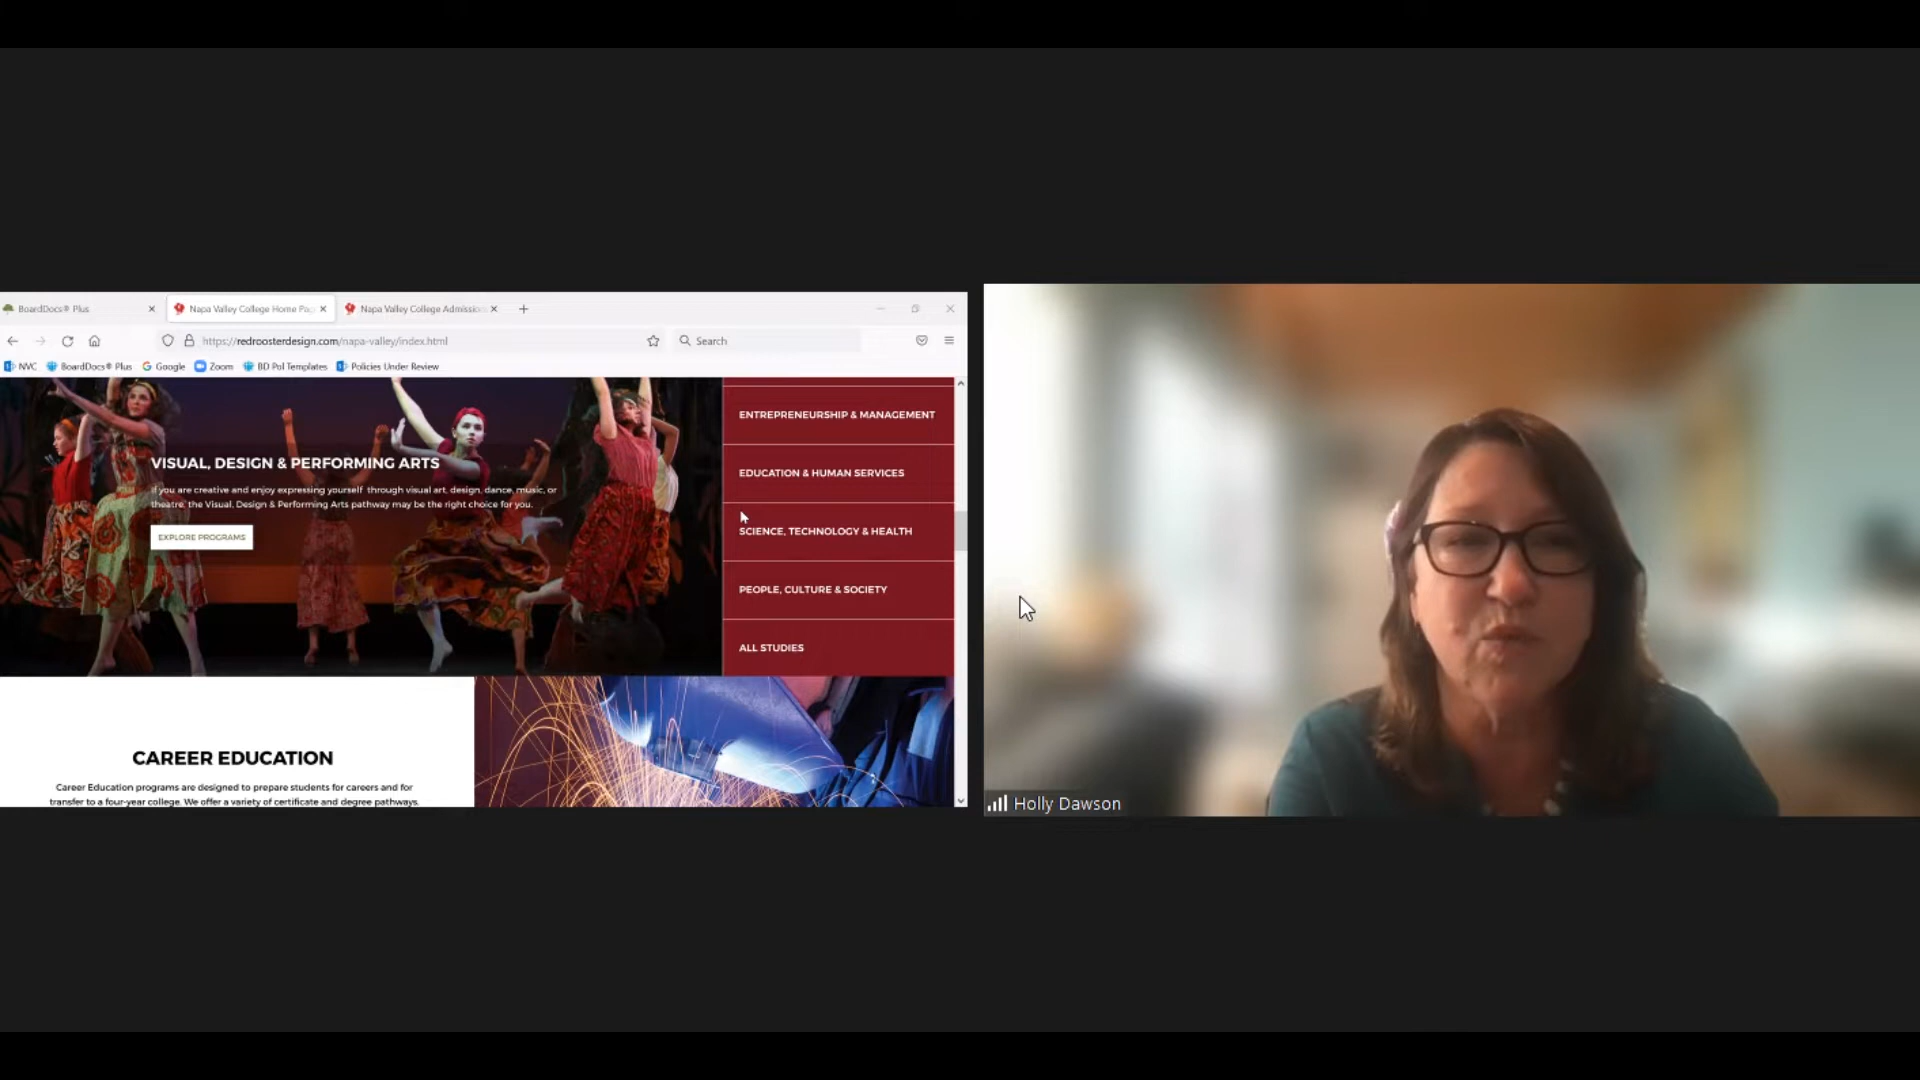 BoardDocs® Plus
Napa Valley College Home Pag
Napa Valley College Admission
https://redroosterdesign.com/napa-valley/index.html
Search
NVC
BoardDocs® Plus
Google
Zoom
BD Pol Templates
Policies Under Review
VISUAL, DESIGN & PERFORMING ARTS
If you are creative and enjoy expressing yourself through visual art, design, dance, music, or
theatre, the Visual, Design & Performing Arts pathway may be the right choice for you.
EXPLORE PROGRAMS
ENTREPRENEURSHIP & MANAGEMENT
EDUCATION & HUMAN SERVICES
SCIENCE, TECHNOLOGY & HEALTH
PEOPLE, CULTURE & SOCIETY
ALL STUDIES
CAREER EDUCATION
Career Education programs are designed to prepare students for careers and for
transfer to a four-year college. We offer a variety of certificate and degree pathways.
Holly Dawson